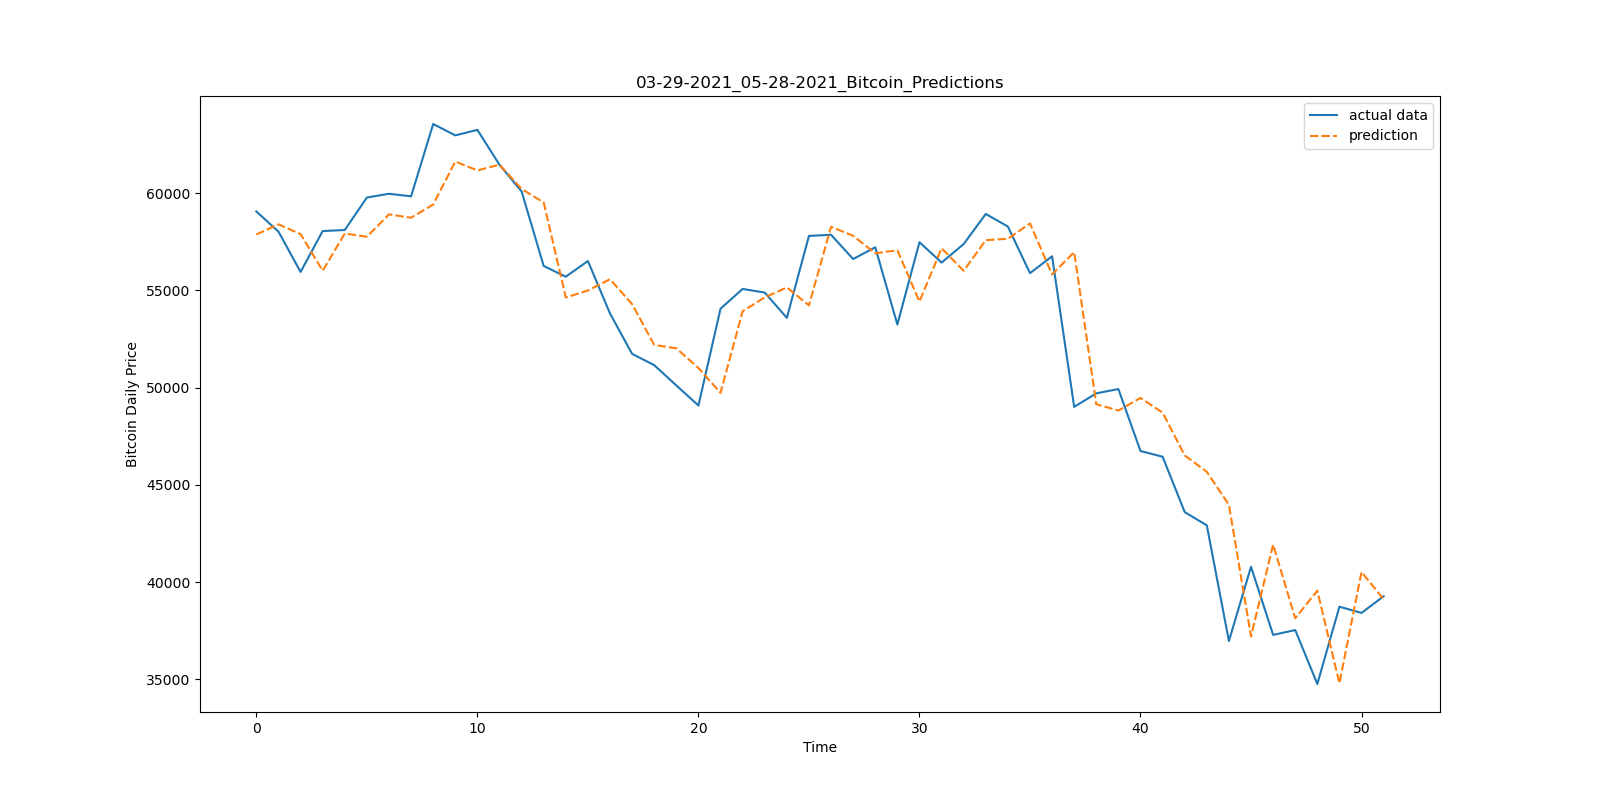 03-29-2021_05-28-2021_Bitcoin_Predictions
actual data
prediction
Bitcoin Daily Price
60000
55000
50000
45000
40000
35000
0 10 20 30 40 50
Time